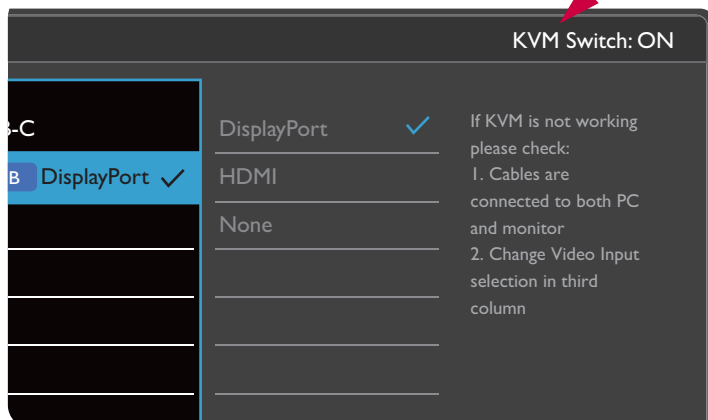 KVM Switch: ON
B-C
B DisplayPort
DisplayPort
HDMI
None
If KVM is not working
please check:
1. Cables are
connected to both PC
and monitor
2. Change Video Input
selection in third
column